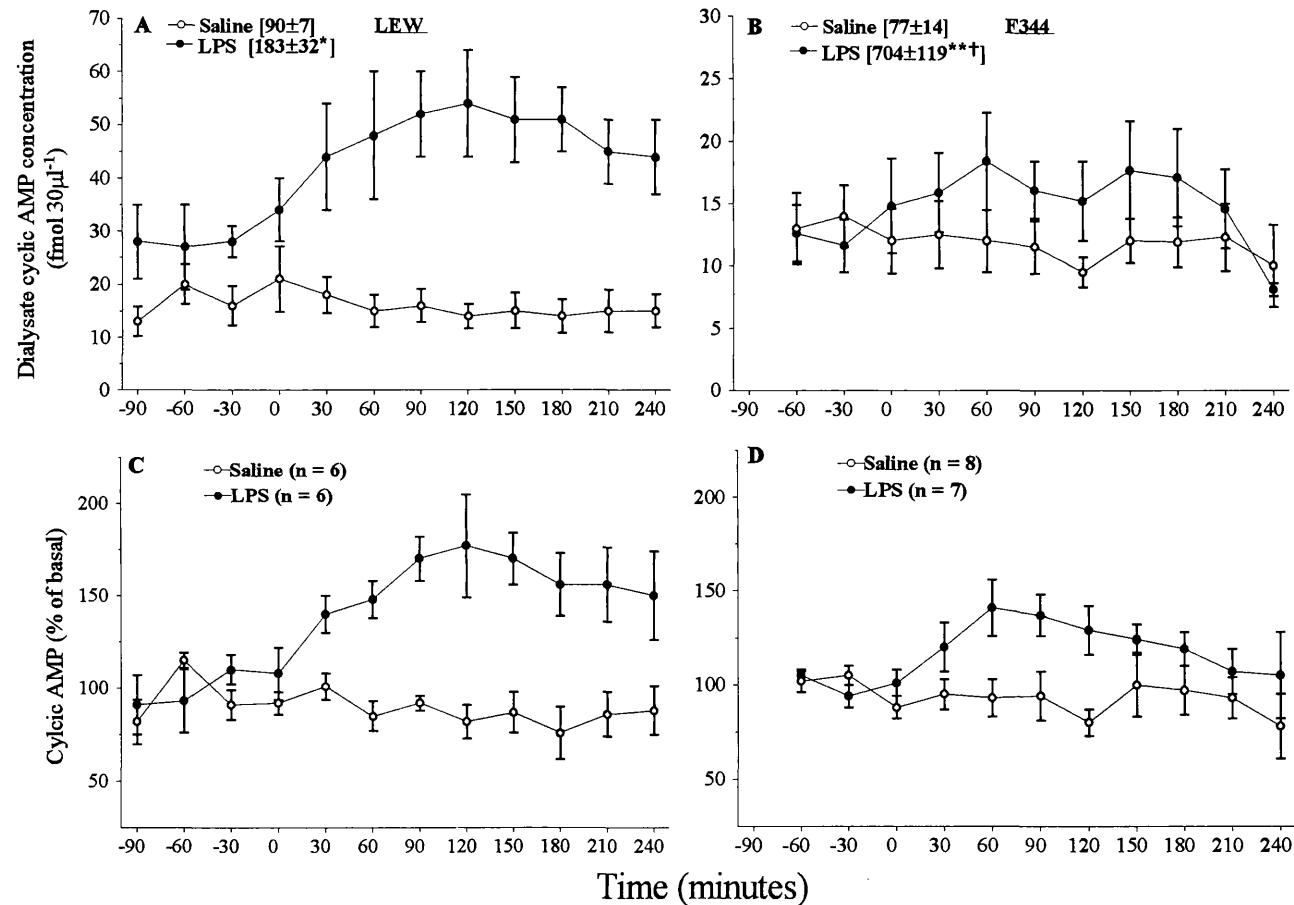 A Saline [90±7] LEW
LPS [183±32*]
B Saline [77±14] F344
LPS [704±119**†]
Dialysate cyclic AMP concentration
(fmol 30µl-1)
70
60
50
40
30
20
10
0
-90 -60 -30 0 30 60 90 120 150 180 210 240
30
25
20
15
10
5
0
-90 -60 -30 0 30 60 90 120 150 180 210 240
C Saline (n = 6)
LPS (n = 6)
D Saline (n = 8)
LPS (n = 7)
Cylcic AMP (% of basal)
200
150
100
50
-90 -60 -30 0 30 60 90 120 150 180 210 240
200
150
100
50
-90 -60 -30 0 30 60 90 120 150 180 210 240
Time (minutes)